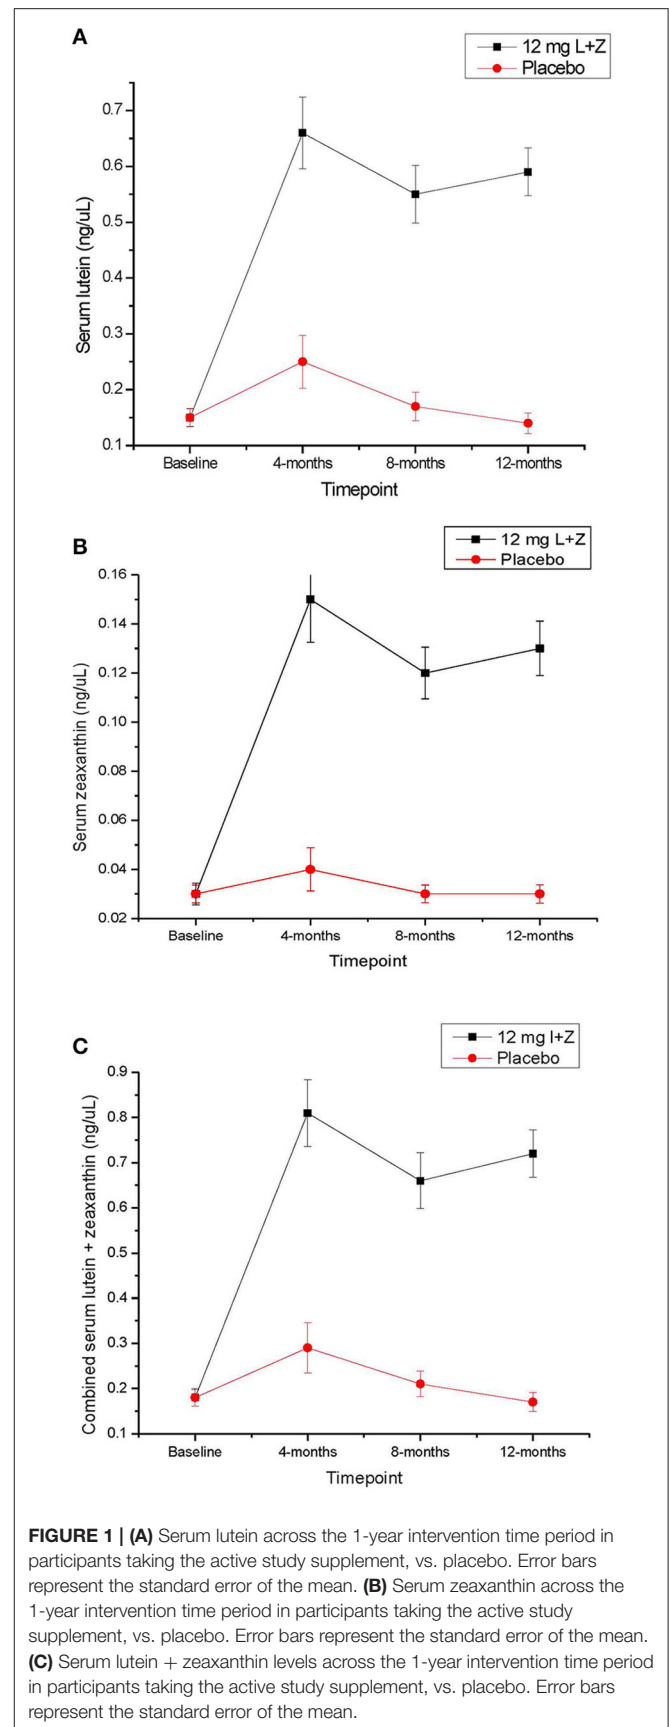 A
12 mg L+Z
Placebo
0.7
0.6
0.5
0.4
0.3
0.2
0.1
Serum lutein (ng/uL)
Baseline 4-months 8-months 12-months
Timepoint
B
12 mg L+Z
Placebo
0.16
0.14
0.12
0.10
0.08
0.06
0.04
0.02
Serum zeaxanthin (ng/uL)
Baseline 4-months 8-months 12-months
Timepoint
C
12 mg l+Z
Placebo
0.9
0.8
0.7
0.6
0.5
0.4
0.3
0.2
0.1
Combined serum lutein + zeaxanthin (ng/uL)
Baseline 4-months 8-months 12-months
Timepoint
FIGURE 1 | (A) Serum lutein across the 1-year intervention time period in
participants taking the active study supplement, vs. placebo. Error bars
represent the standard error of the mean. (B) Serum zeaxanthin across the
1-year intervention time period in participants taking the active study
supplement, vs. placebo. Error bars represent the standard error of the mean.
(C) Serum lutein + zeaxanthin levels across the 1-year intervention time period
in participants taking the active study supplement, vs. placebo. Error bars
represent the standard error of the mean.